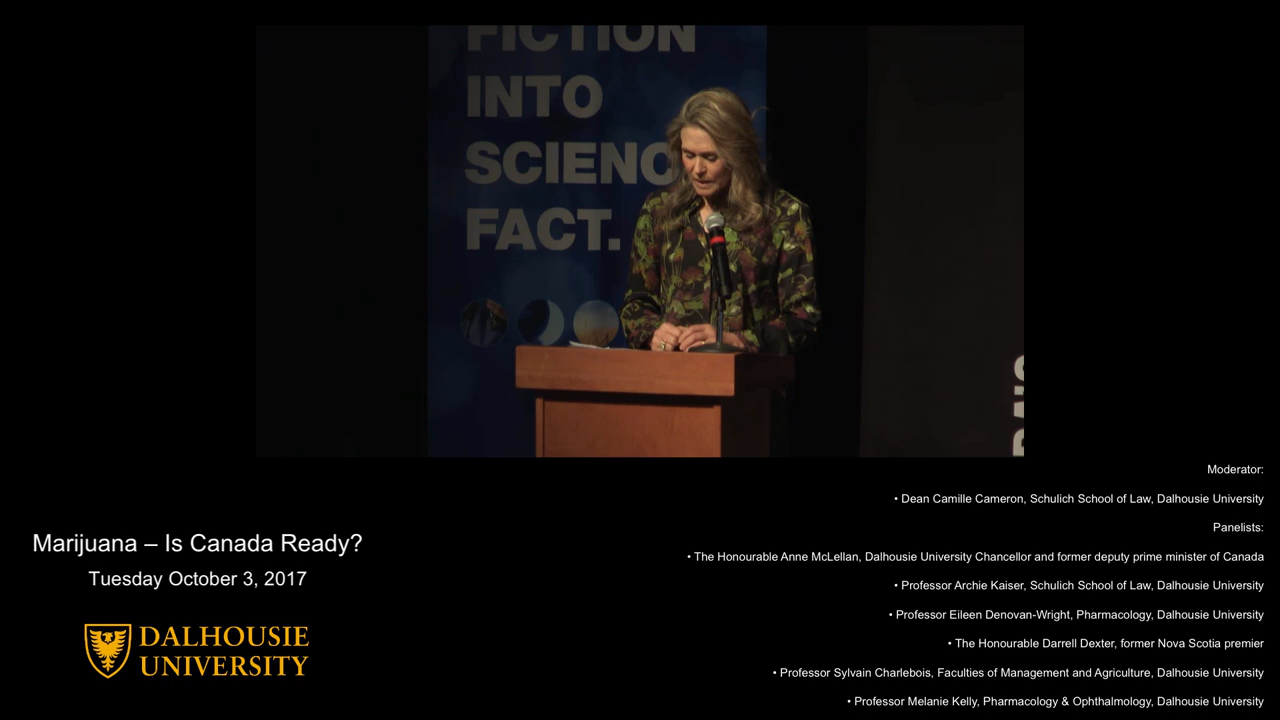 FICTION
INTO
SCIENC
FACT.
Moderator:
• Dean Camille Cameron, Schulich School of Law, Dalhousie University
Panelists:
• The Honourable Anne McLellan, Dalhousie University Chancellor and former deputy prime minister of Canada
• Professor Archie Kaiser, Schulich School of Law, Dalhousie University
• Professor Eileen Denovan-Wright, Pharmacology, Dalhousie University
• The Honourable Darrell Dexter, former Nova Scotia premier
• Professor Sylvain Charlebois, Faculties of Management and Agriculture, Dalhousie University
• Professor Melanie Kelly, Pharmacology & Ophthalmology, Dalhousie University
Marijuana – Is Canada Ready?
Tuesday October 3, 2017
DALHOUSIE
UNIVERSITY